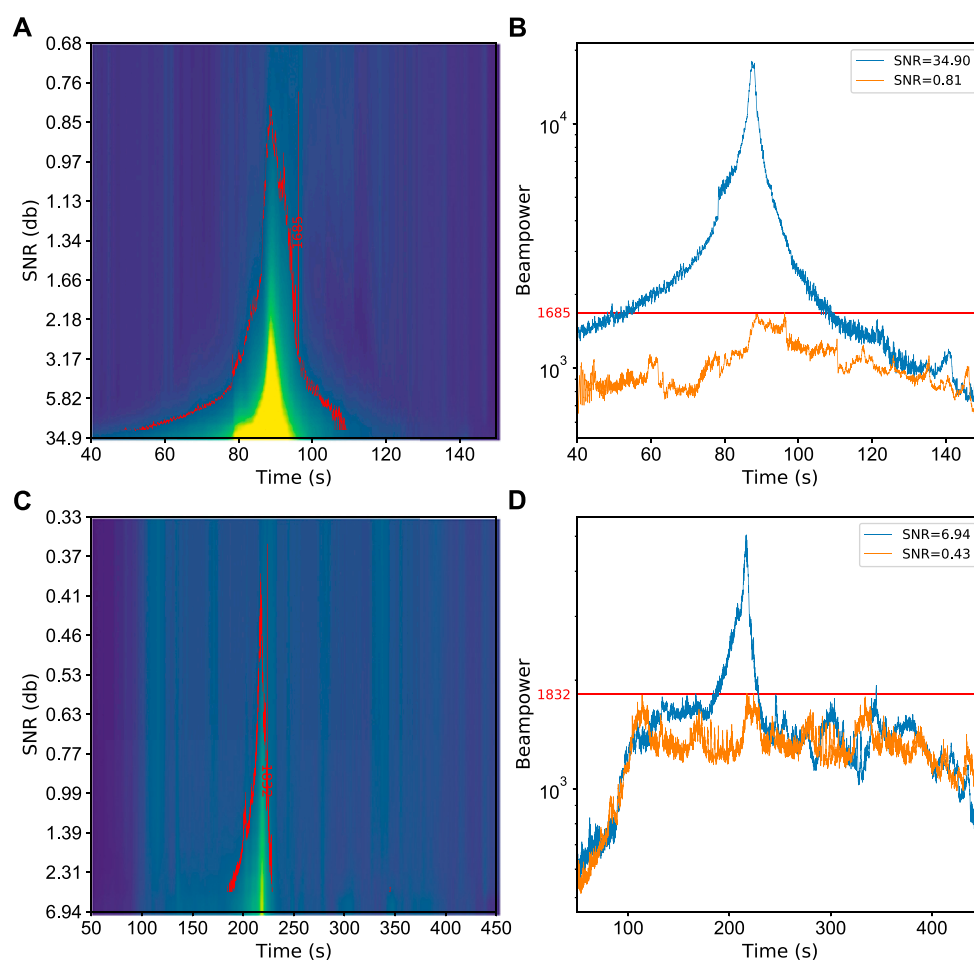 A
SNR (db)
0.68
0.76
0.85
0.97
1.13
1.34
1.66
2.18
3.17
5.82
34.9
40 60 80 100 120 140
Time (s)
B
Beampower
10^4
1685
10^3
SNR=34.90
SNR=0.81
40 60 80 100 120 140
Time (s)
C
SNR (db)
0.33
0.37
0.41
0.46
0.53
0.63
0.77
0.99
1.39
2.31
6.94
50 100 150 200 250 300 350 400 450
Time (s)
D
Beampower
1832
10^3
SNR=6.94
SNR=0.43
100 200 300 400
Time (s)